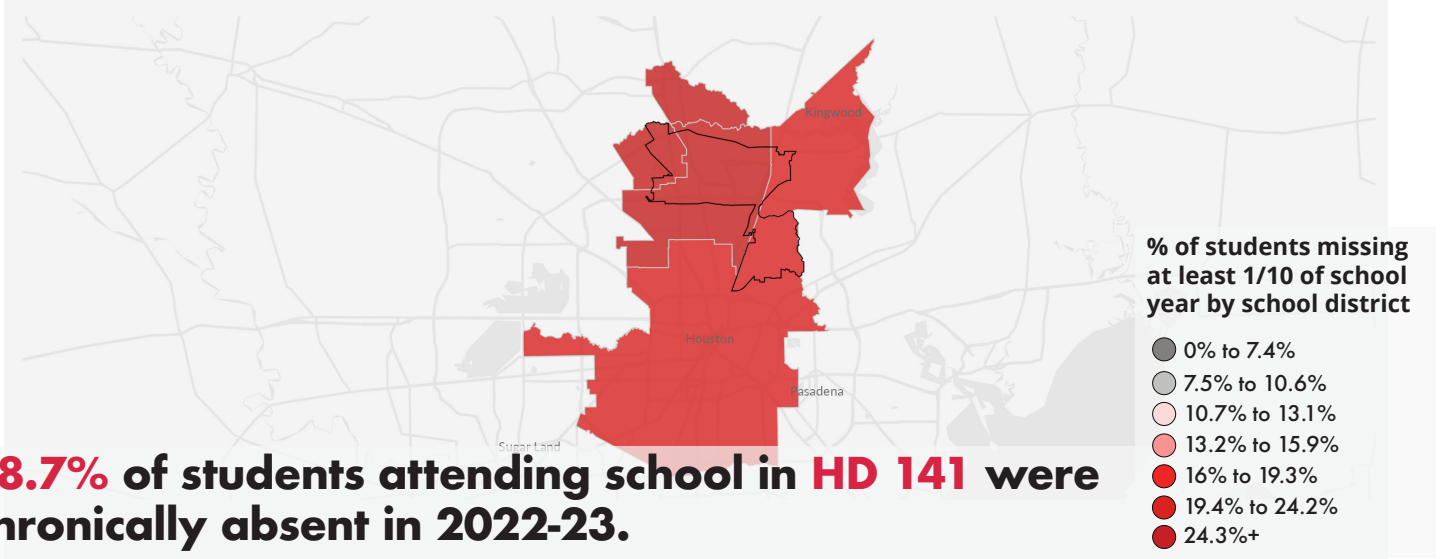 Kingwood
Houston
Pasadena
Sugar Land
8.7% of students attending school in HD 141 were
hronically absent in 2022-23.
% of students missing
at least 1/10 of school
year by school district
0% to 7.4%
7.5% to 10.6%
10.7% to 13.1%
13.2% to 15.9%
16% to 19.3%
19.4% to 24.2%
24.3%+